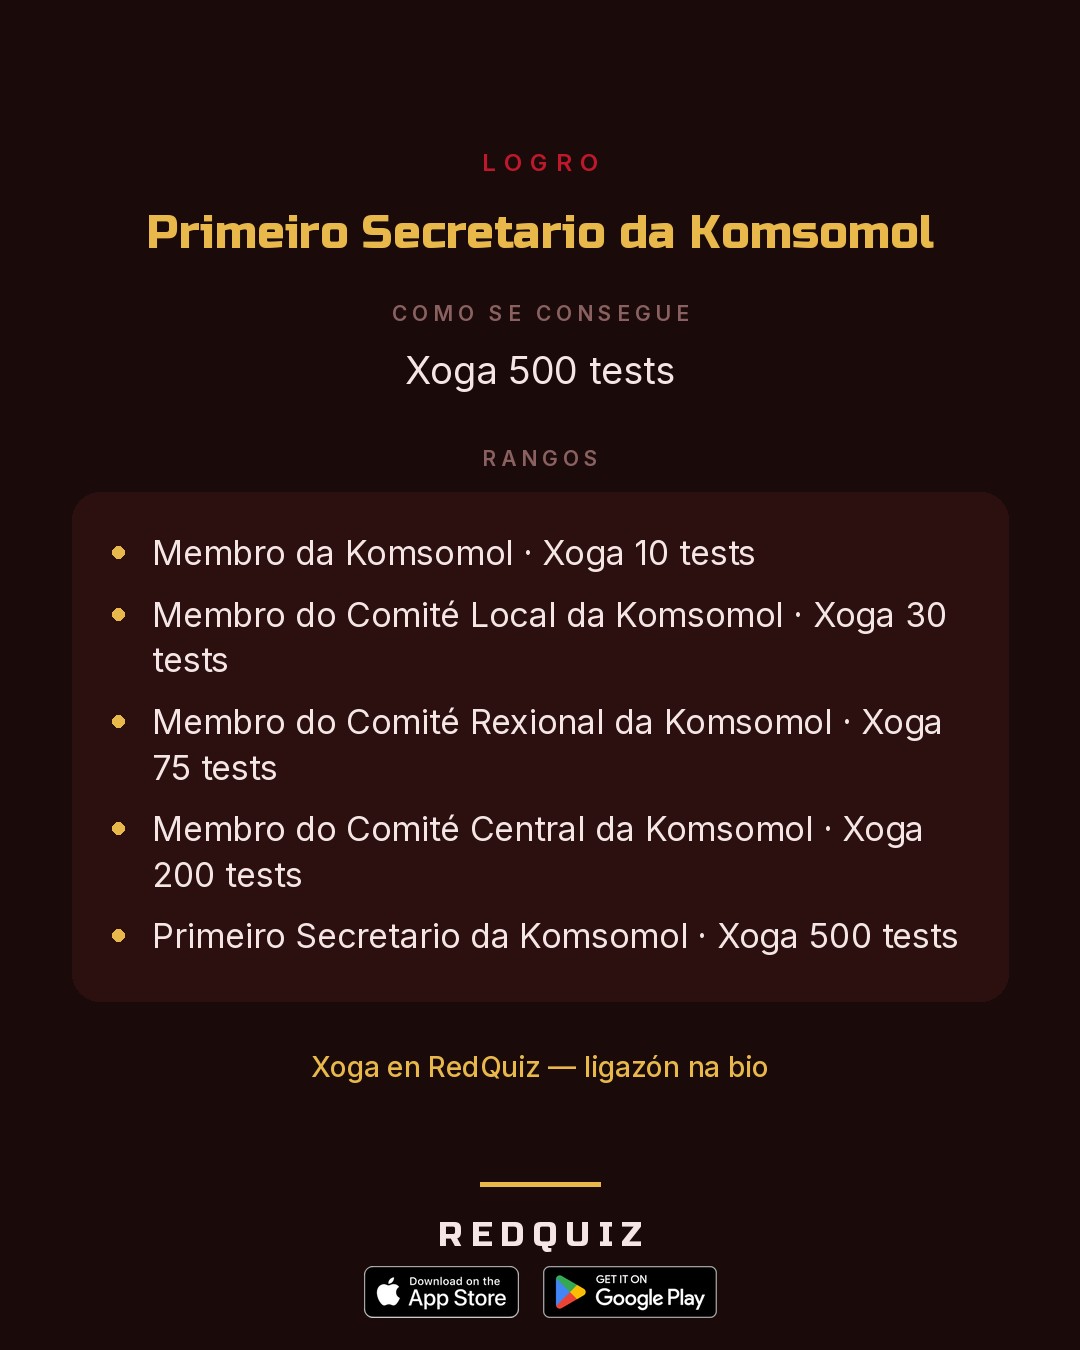 LOGRO
Primeiro Secretario da Komsomol
COMO SE CONSEGUE
Xoga 500 tests
RANGOS
Membro da Komsomol · Xoga 10 tests
Membro do Comité Local da Komsomol · Xoga 30
tests
Membro do Comité Rexional da Komsomol · Xoga
75 tests
Membro do Comité Central da Komsomol · Xoga
200 tests
Primeiro Secretario da Komsomol · Xoga 500 tests
Xoga en RedQuiz — ligazón na bio
REDQUIZ
Download on the
App Store
GET IT ON
Google Play